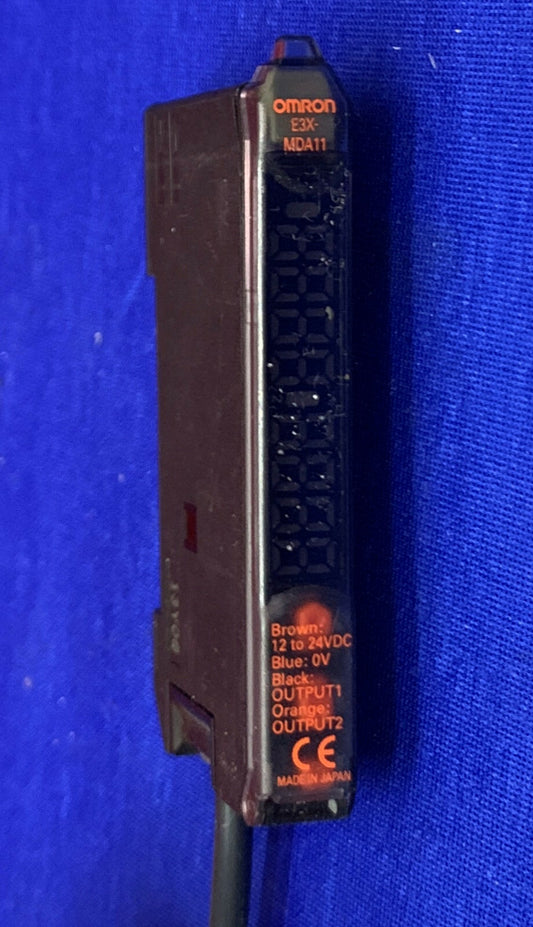 OMRON
E3X-
MDA11
Brown:
12 to 24VDC
Blue: 0V
Black:
OUTPUT1
Orange:
OUTPUT2
CE
MADE IN JAPAN